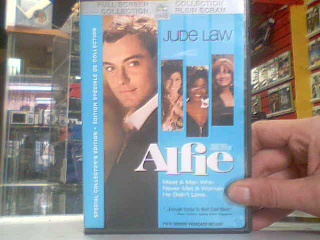 FULL SCREEN COLLECTION
COLLECTION PLEIN ÉCRAN
JUDE LAW
SPECIAL COLLECTOR'S EDITION • ÉDITION SPÉCIALE DE COLLECTION
Alfie
Meet A Man Who
Never Met A Woman
He Didn't Love.